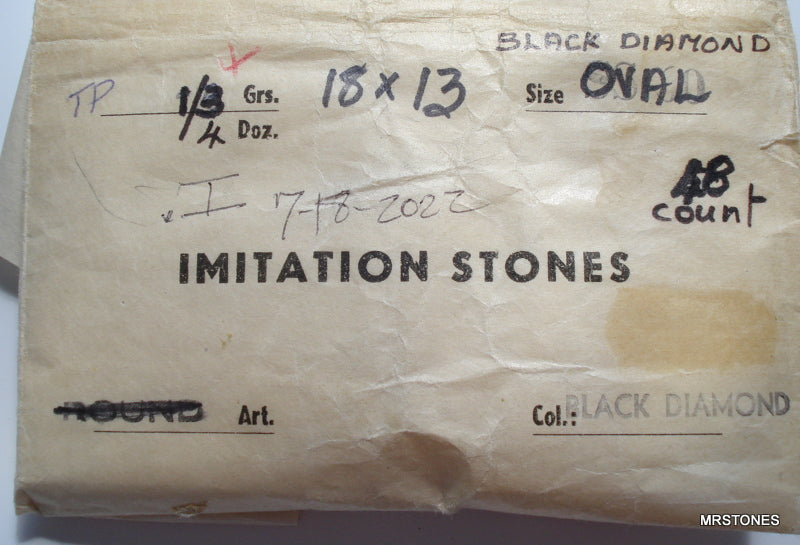 BLACK DIAMOND
TP 1/3 Grs. 18 x 13 Size OVAL
/4 Doz.
I 7-18-2022
48
count
IMITATION STONES
ROUND Art. Col.: BLACK DIAMOND
MRSTONES